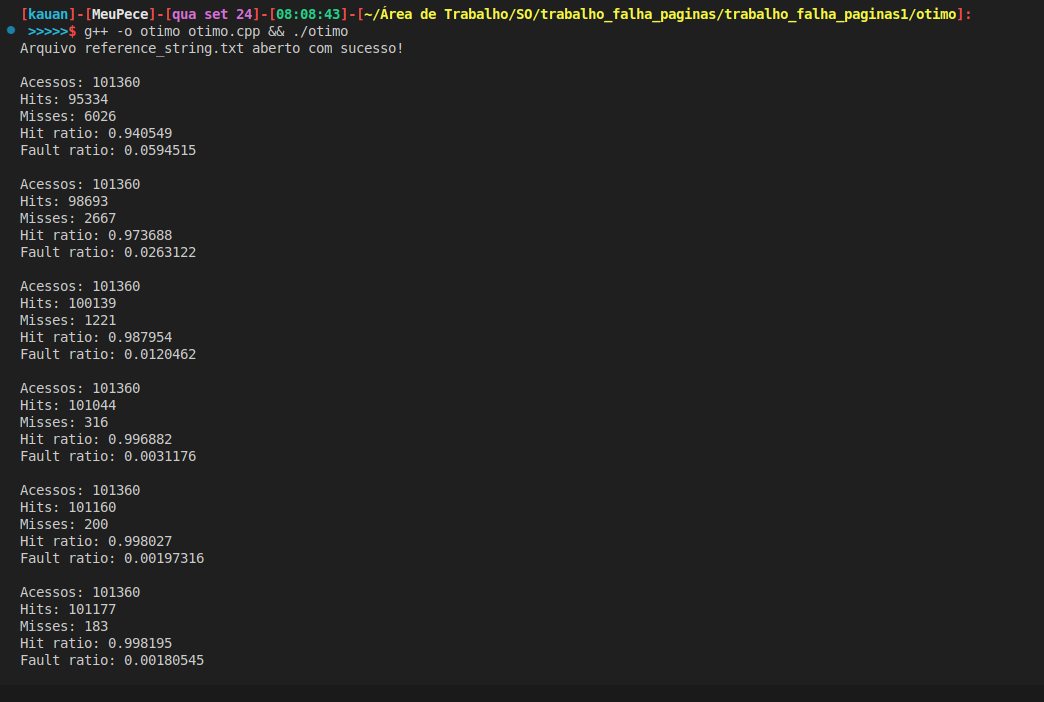 [kauan]-[MeuPece]-[qua set 24]-[08:08:43]-[~/Área de Trabalho/SO/trabalho_falha_paginas/trabalho_falha_paginas1/otimo]:
>>>>>$ g++ -o otimo otimo.cpp && ./otimo
Arquivo reference_string.txt aberto com sucesso!

Acessos: 101360
Hits: 95334
Misses: 6026
Hit ratio: 0.940549
Fault ratio: 0.0594515

Acessos: 101360
Hits: 98693
Misses: 2667
Hit ratio: 0.973688
Fault ratio: 0.0263122

Acessos: 101360
Hits: 100139
Misses: 1221
Hit ratio: 0.987954
Fault ratio: 0.0120462

Acessos: 101360
Hits: 101044
Misses: 316
Hit ratio: 0.996882
Fault ratio: 0.0031176

Acessos: 101360
Hits: 101160
Misses: 200
Hit ratio: 0.998027
Fault ratio: 0.00197316

Acessos: 101360
Hits: 101177
Misses: 183
Hit ratio: 0.998195
Fault ratio: 0.00180545